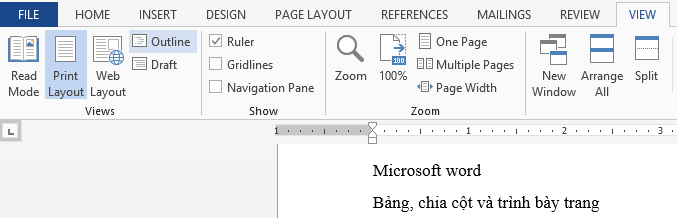 FILE HOME INSERT DESIGN PAGE LAYOUT REFERENCES MAILINGS REVIEW VIEW
Read Mode
Print Layout
Web Layout
Outline
Draft
Views
Ruler
Gridlines
Navigation Pane
Show
Zoom
100
100%
One Page
Multiple Pages
Page Width
Zoom
New Window
Arrange All
Split
1 1 2 3
Microsoft word
Bảng, chia cột và trình bày trang